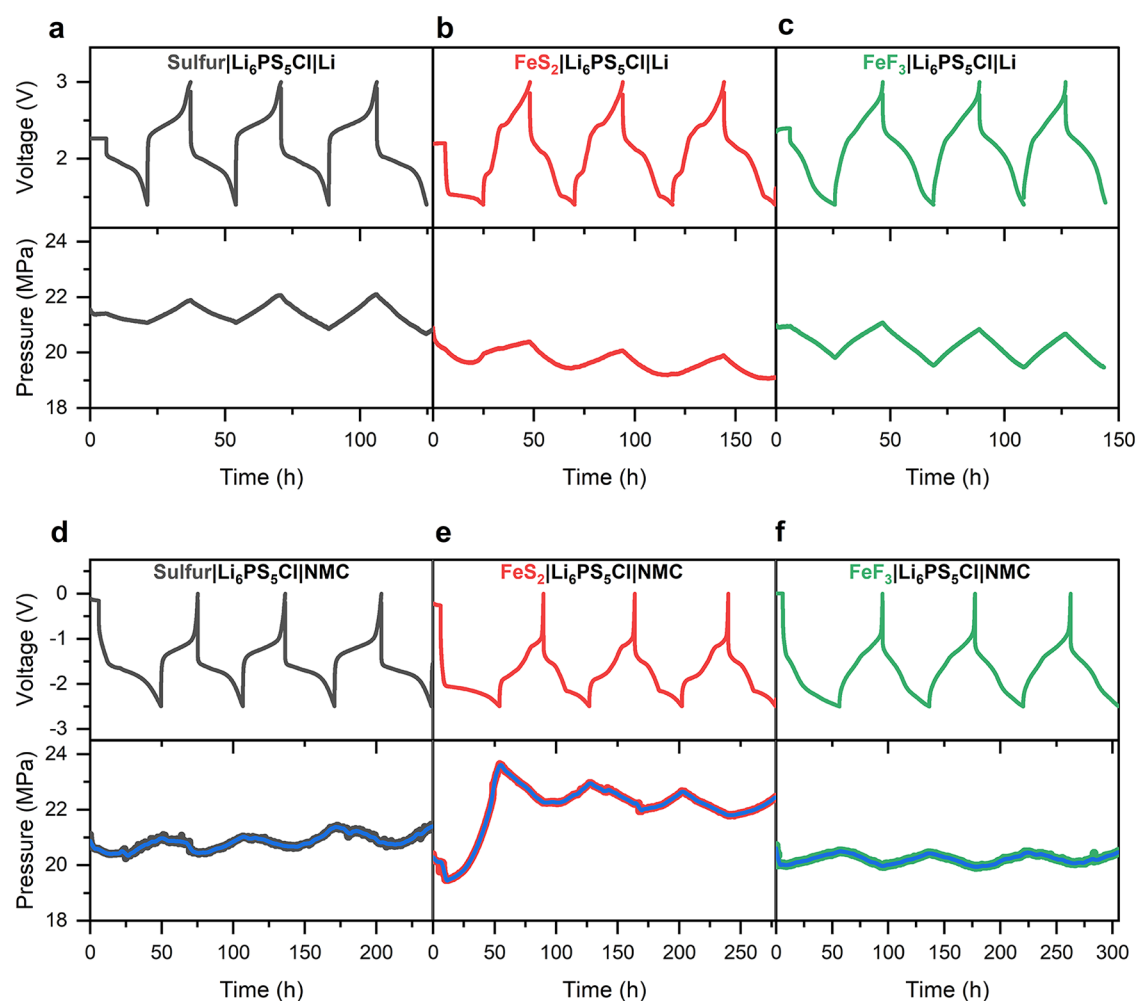 a b c
Sulfur|Li₆PS₅Cl|Li FeS₂|Li₆PS₅Cl|Li FeF₃|Li₆PS₅Cl|Li
Voltage (V)
3
2
Pressure (MPa)
24
22
20
18
0 50 100 0 50 100 150 0 50 100 150
Time (h) Time (h) Time (h)
d e f
Sulfur|Li₆PS₅Cl|NMC FeS₂|Li₆PS₅Cl|NMC FeF₃|Li₆PS₅Cl|NMC
Voltage (V)
0
-1
-2
-3
Pressure (MPa)
24
22
20
18
0 50 100 150 200 0 50 100 150 200 250 0 50 100 150 200 250 300
Time (h) Time (h) Time (h)